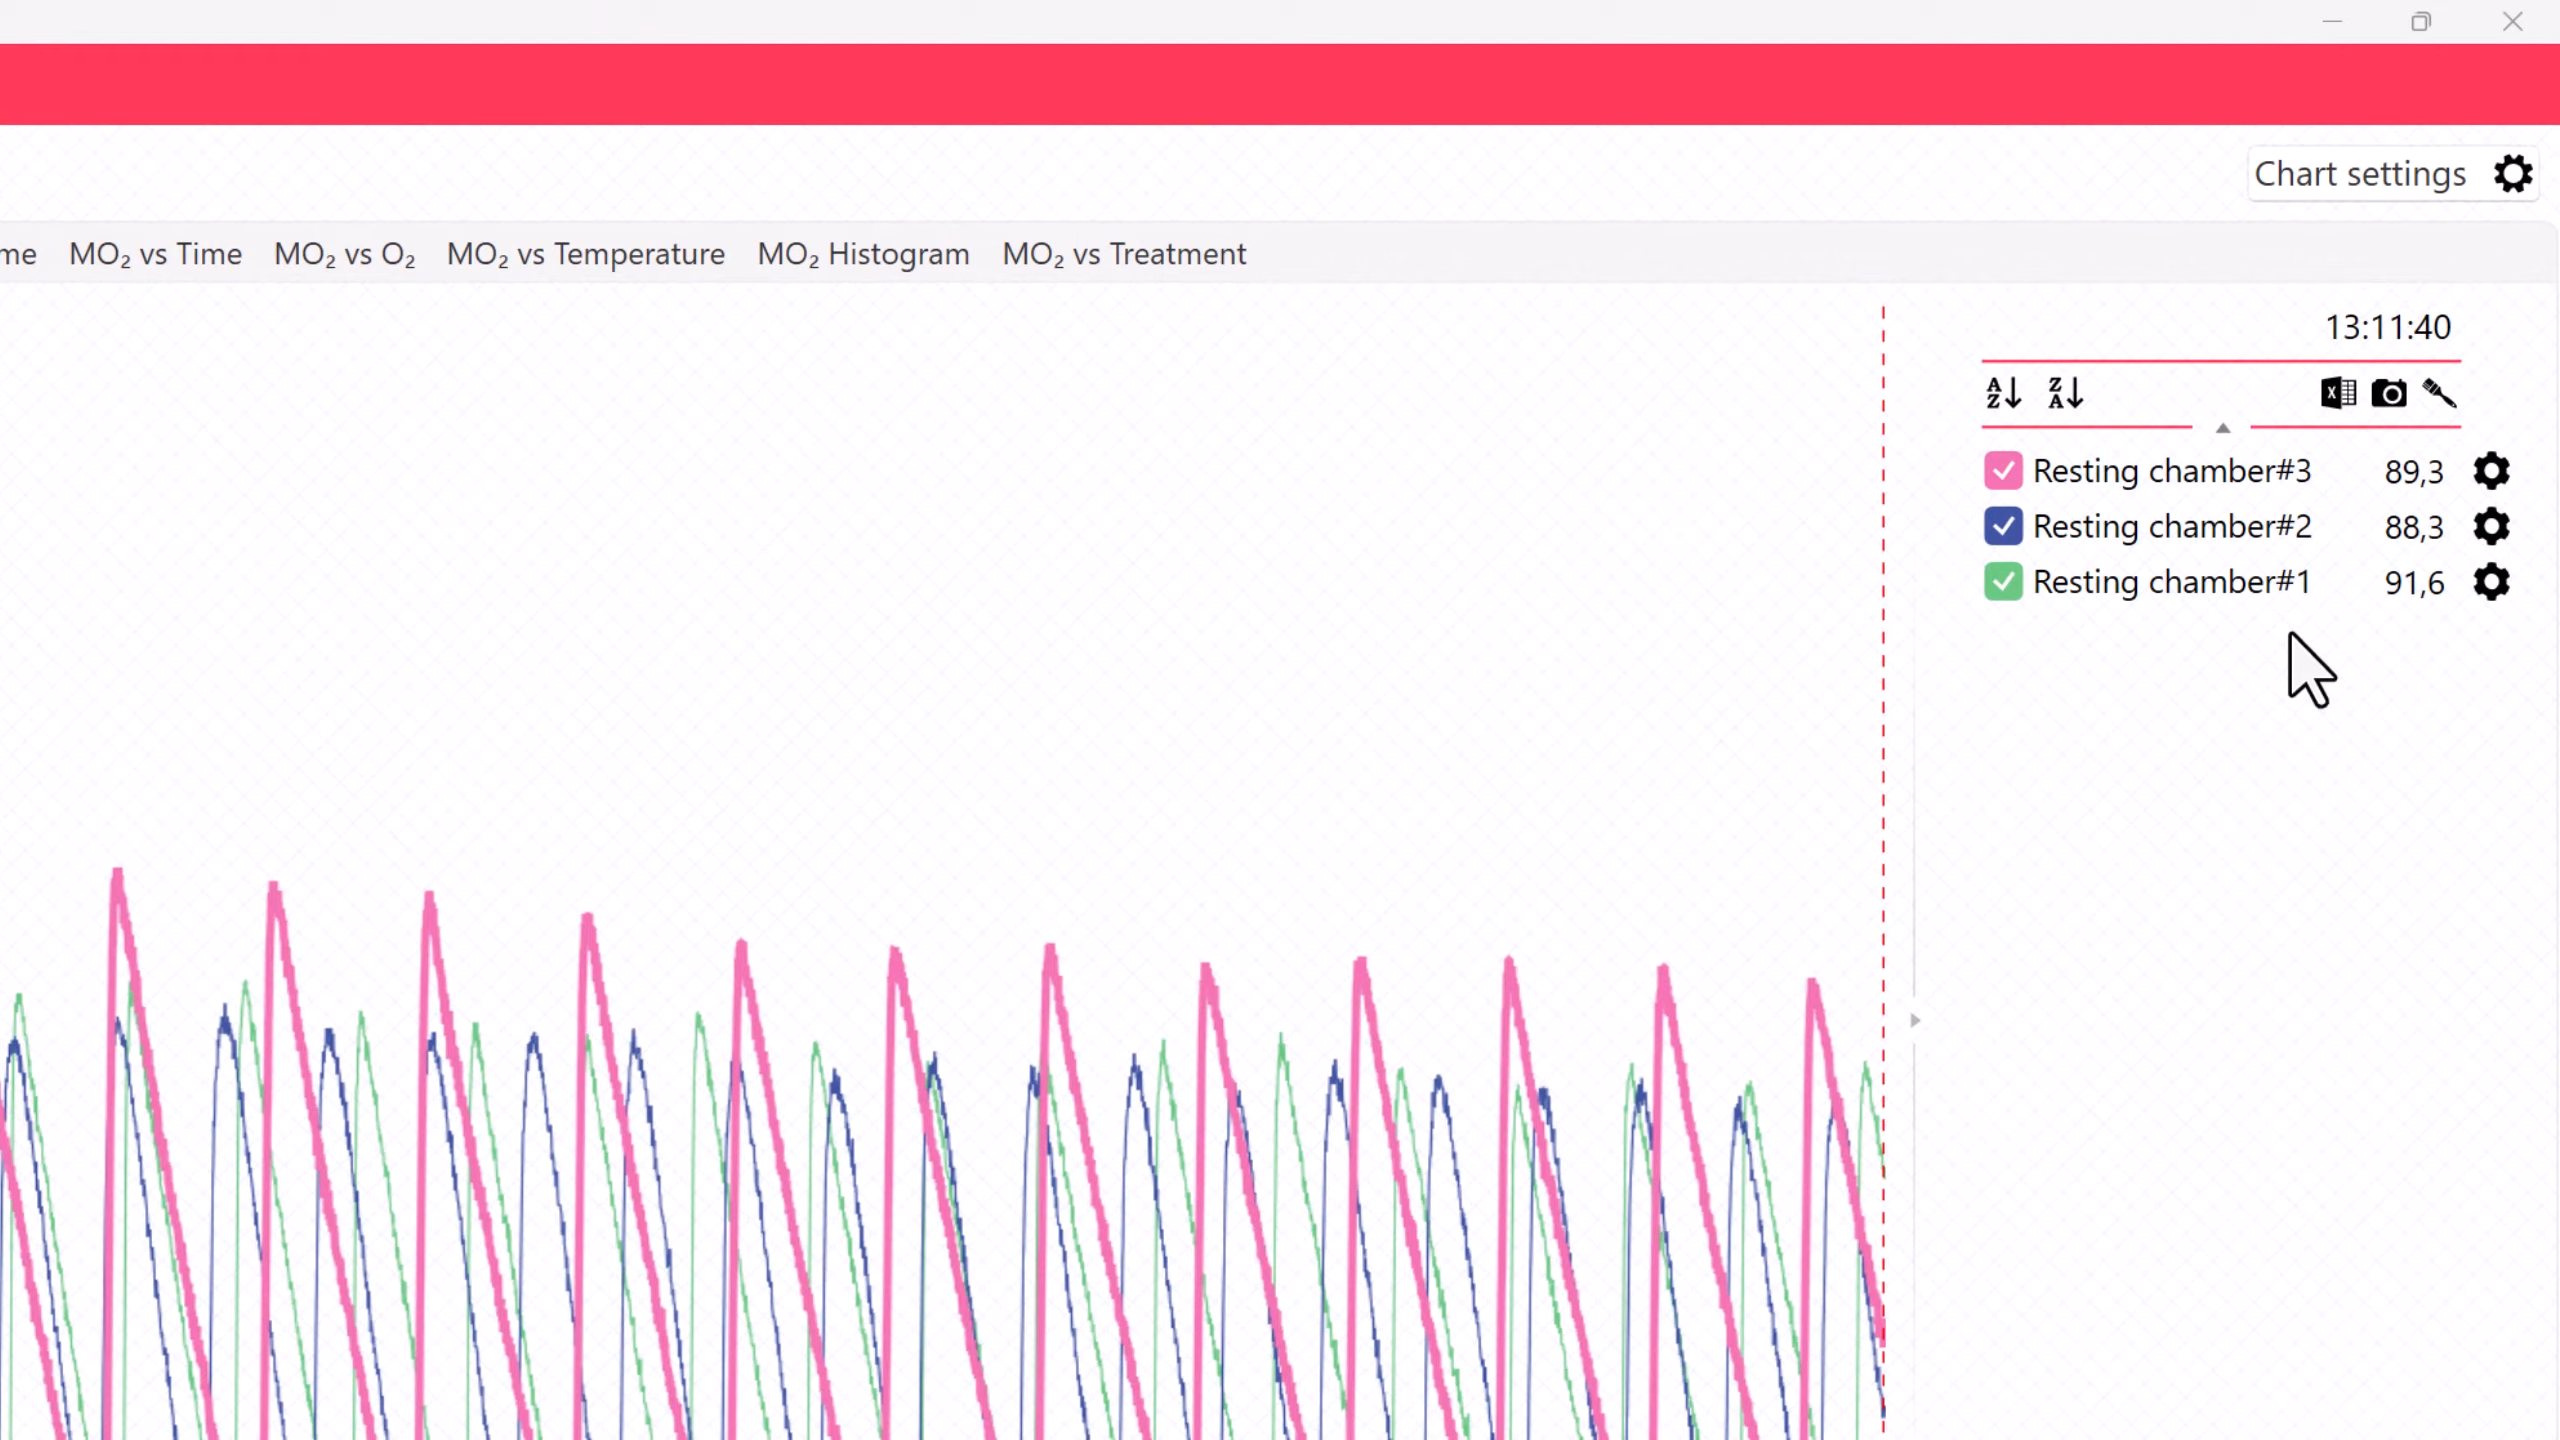 Chart settings
me MO₂ vs Time MO₂ vs O₂ MO₂ vs Temperature MO₂ Histogram MO₂ vs Treatment
13:11:40
Resting chamber#3 89,3
Resting chamber#2 88,3
Resting chamber#1 91,6